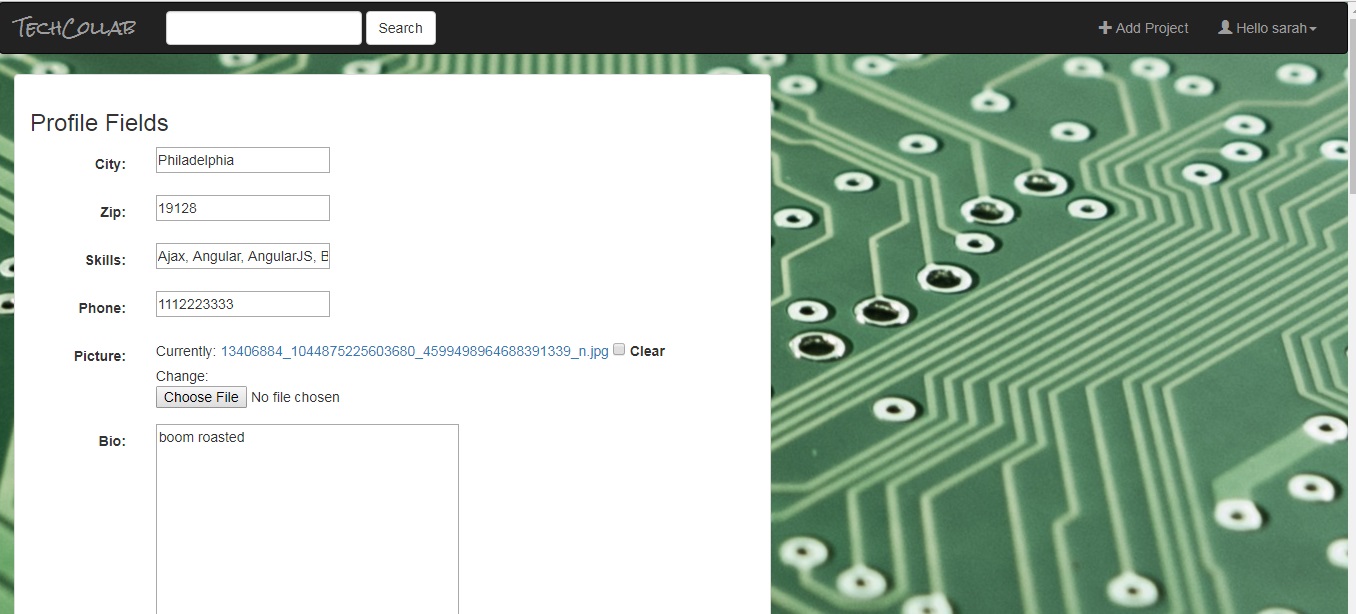 TechCollab Search Add Project Hello sarah
Profile Fields
City: Philadelphia
Zip: 19128
Skills: Ajax, Angular, AngularJS, B
Phone: 1112223333
Picture: Currently: 13406884_1044875225603680_4599498964688391339_n.jpg Clear
Change:
Choose File No file chosen
Bio: boom roasted